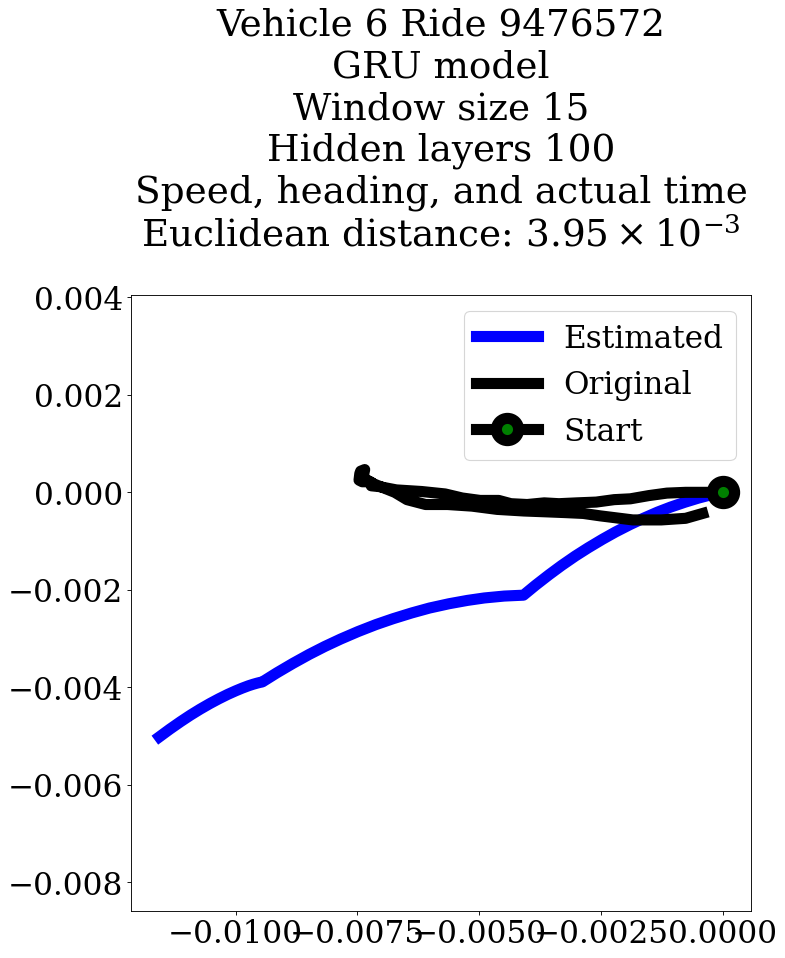 Vehicle 6 Ride 9476572
GRU model
Window size 15
Hidden layers 100
Speed, heading, and actual time
Euclidean distance: 3.95 × 10⁻³
0.004
0.002
0.000
−0.002
−0.004
−0.006
−0.008
Estimated
Original
Start
−0.0100 −0.0075 −0.0050 −0.0025 0.0000